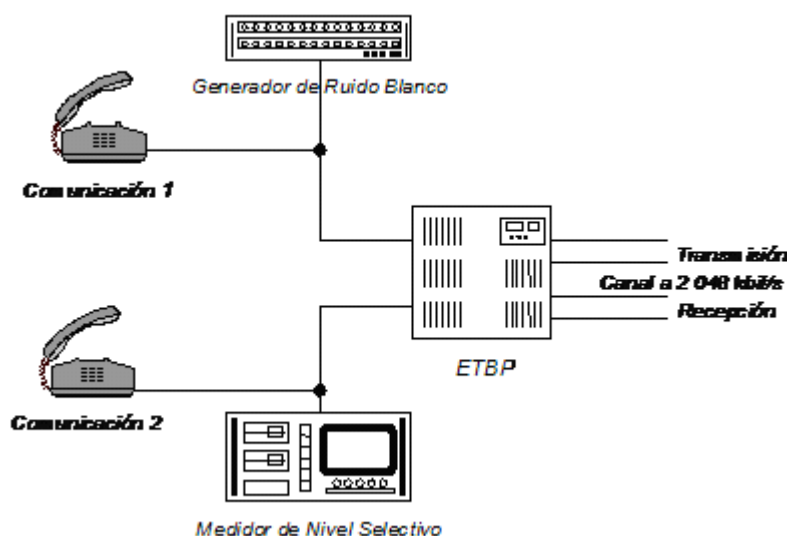 Generador de Ruido Blanco
Comunicación 1
Transmisión
Canal a 2 048 kbit/s
Recepción
ETBP
Comunicación 2
Medidor de Nivel Selectivo